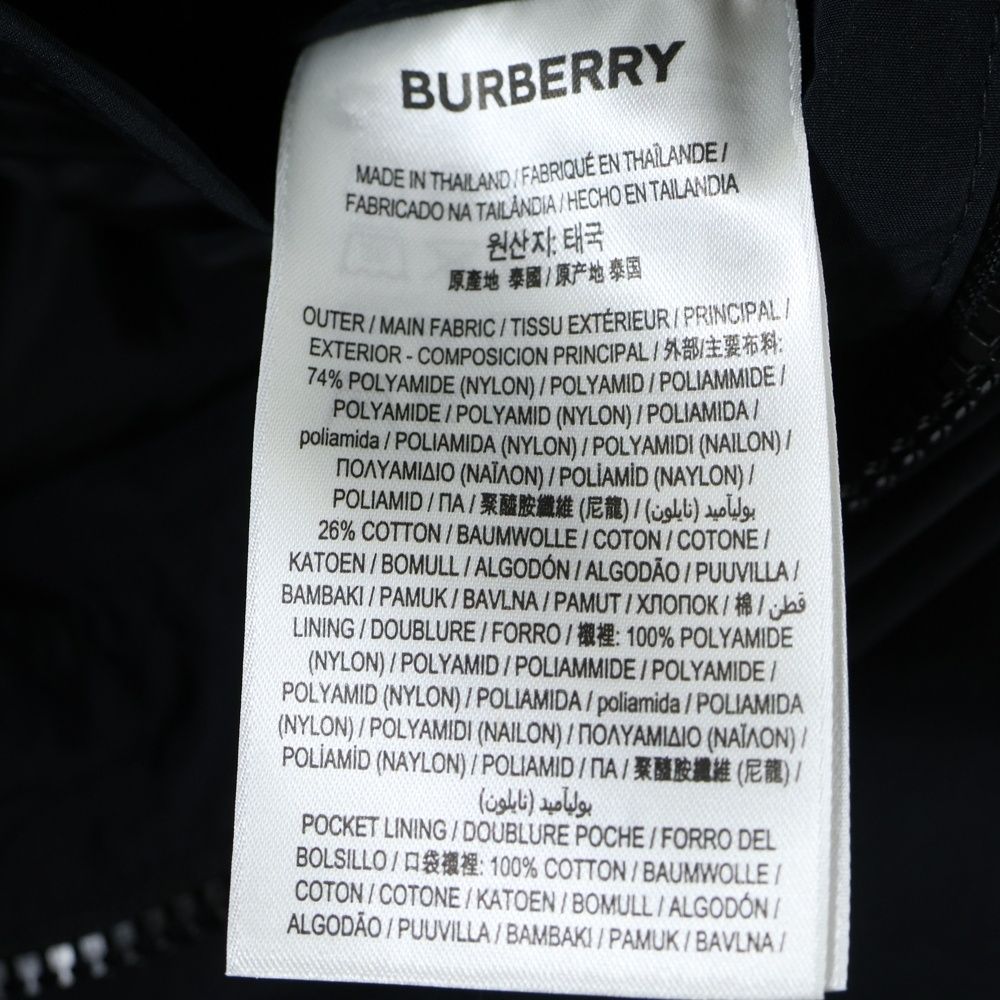 BURBERRY
MADE IN THAILAND / FABRIQUÉ EN THAÏLANDE /
FABRICADO NA TAILÂNDIA / HECHO EN TAILANDIA
원산지: 태국
原產地 泰國 / 原产地 泰国
OUTER / MAIN FABRIC / TISSU EXTÉRIEUR / PRINCIPAL /
EXTERIOR - COMPOSICION PRINCIPAL / 外部/主要布料:
74% POLYAMIDE (NYLON) / POLYAMID / POLIAMMIDE /
POLYAMIDE / POLYAMID (NYLON) / POLIAMIDA /
poliamida / POLIAMIDA (NYLON) / POLYAMIDI (NAILON) /
ΠΟΛΥΑΜΙΔΙΟ (ΝΑΪΛΟΝ) / POLİAMİD (NAYLON) /
POLIAMID / ПА / 聚醯胺纖維 (尼龍) / بوليآميد (نايلون)
26% COTTON / BAUMWOLLE / COTON / COTONE /
KATOEN / BOMULL / ALGODÓN / ALGODÃO / PUUVILLA /
BAMBAKI / PAMUK / BAVLNA / PAMUT / ХЛОПОК / 棉 / قطن
LINING / DOUBLURE / FORRO / 襯裡: 100% POLYAMIDE
(NYLON) / POLYAMID / POLIAMMIDE / POLYAMIDE /
POLYAMID (NYLON) / POLIAMIDA / poliamida / POLIAMIDA
(NYLON) / POLYAMIDI (NAILON) / ΠΟΛΥΑΜΙΔΙΟ (ΝΑΪΛΟΝ) /
POLİAMİD (NAYLON) / POLIAMID / ПА / 聚醯胺纖維 (尼龍) /
بوليآميد (نايلون)
POCKET LINING / DOUBLURE POCHE / FORRO DEL
BOLSILLO / 口袋襯裡: 100% COTTON / BAUMWOLLE /
COTON / COTONE / KATOEN / BOMULL / ALGODÓN /
ALGODÃO / PUUVILLA / BAMBAKI / PAMUK / BAVLNA /